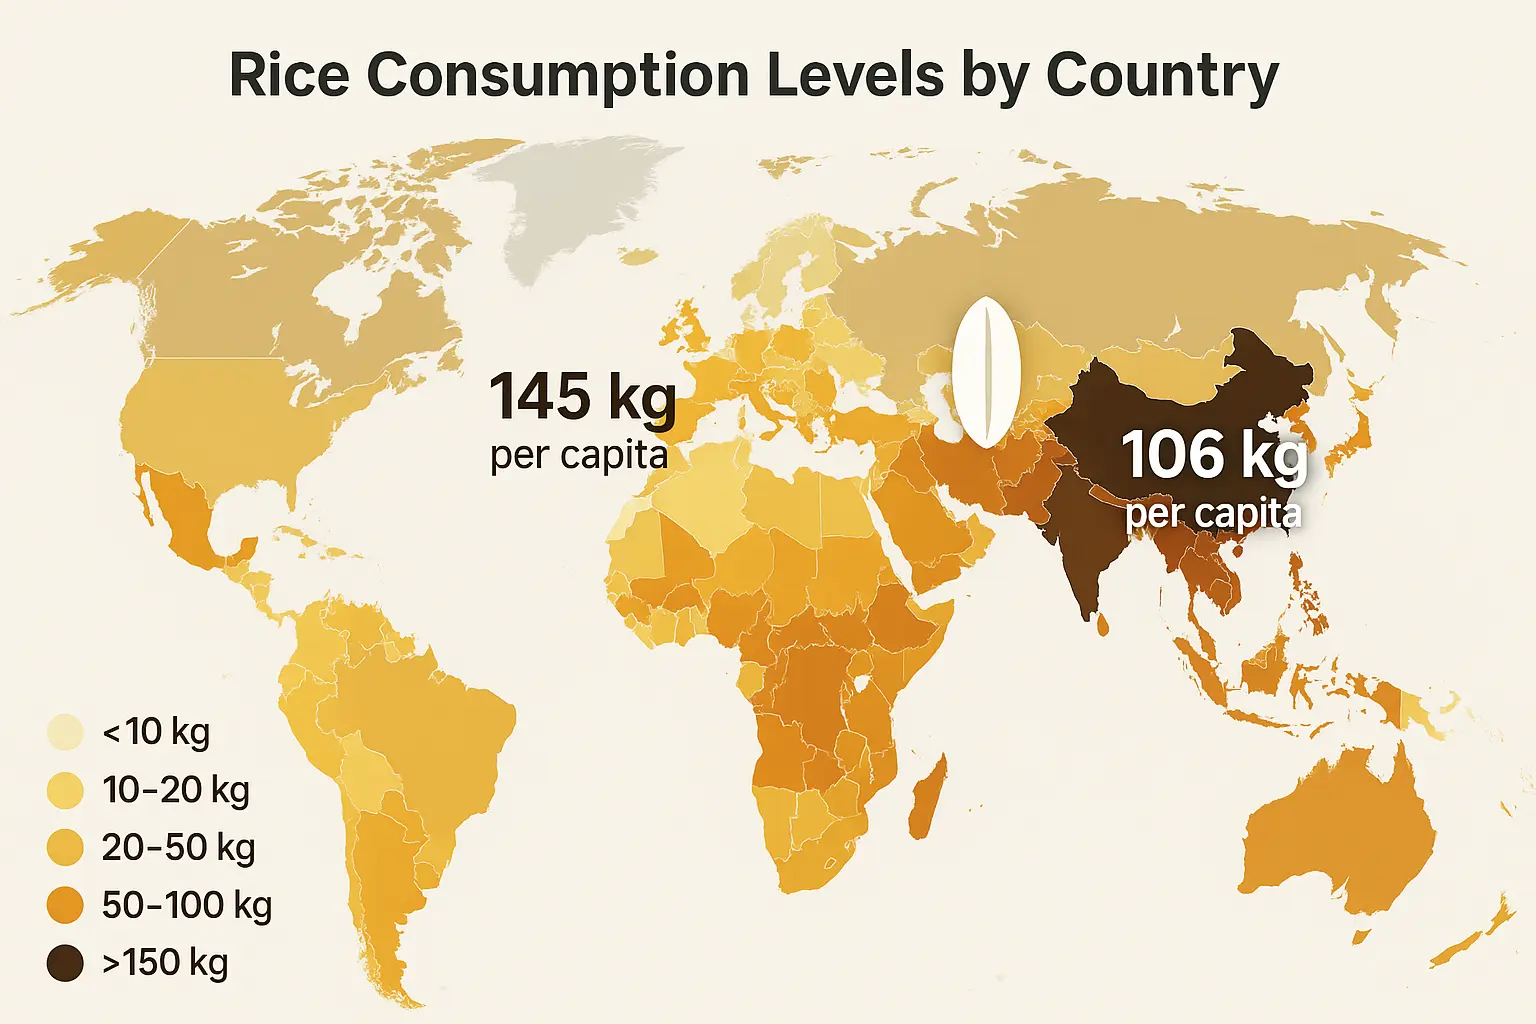 Rice Consumption Levels by Country
145 kg
per capita
106 kg
per capita
<10 kg
10–20 kg
20–50 kg
50–100 kg
>150 kg